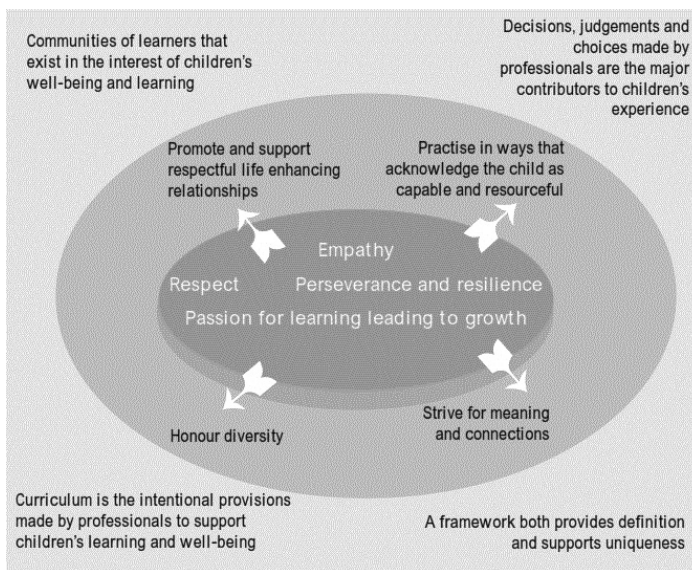 Communities of learners that
exist in the interest of children's
well-being and learning
Decisions, judgements and
choices made by
professionals are the major
contributors to children's
experience
Promote and support
respectful life enhancing
relationships
Practise in ways that
acknowledge the child as
capable and resourceful
Empathy
Respect
Perseverance and resilience
Passion for learning leading to growth
Honour diversity
Strive for meaning
and connections
Curriculum is the intentional provisions
made by professionals to support
children's learning and well-being
A framework both provides definition
and supports uniqueness